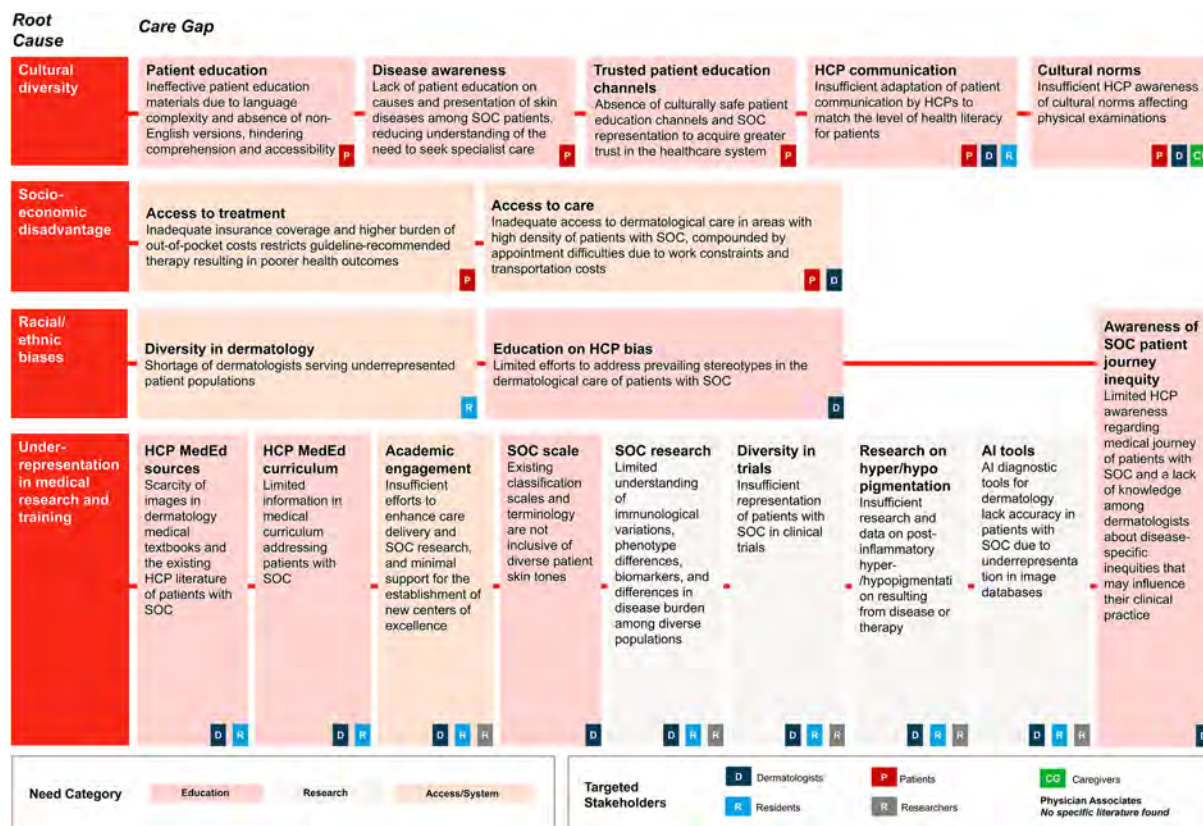 Root
Cause
Care Gap
Cultural
diversity
Patient education
Ineffective patient education
materials due to language
complexity and absence of non-
English versions, hindering
comprehension and accessibility
P
Disease awareness
Lack of patient education on
causes and presentation of skin
diseases among SOC patients,
reducing understanding of the
need to seek specialist care
P
Trusted patient education
channels
Absence of culturally safe patient
education channels and SOC
representation to acquire greater
trust in the healthcare system
P
HCP communication
Insufficient adaptation of patient
communication by HCPs to
match the level of health literacy
for patients
P D R
Cultural norms
Insufficient HCP awareness
of cultural norms affecting
physical examinations
P D CG
Socio-
economic
disadvantage
Access to treatment
Inadequate insurance coverage and higher burden of
out-of-pocket costs restricts guideline-recommended
therapy resulting in poorer health outcomes
P
Access to care
Inadequate access to dermatological care in areas with
high density of patients with SOC, compounded by
appointment difficulties due to work constraints and
transportation costs
P D
Racial/
ethnic
biases
Diversity in dermatology
Shortage of dermatologists serving underrepresented
patient populations
R
Education on HCP bias
Limited efforts to address prevailing stereotypes in the
dermatological care of patients with SOC
D
Awareness of
SOC patient
journey
inequity
Limited HCP
awareness
regarding
medical journey
of patients with
SOC and a lack
of knowledge
among
dermatologists
about disease-
specific
inequities that
may influence
their clinical
practice
D
Under-
representation
in medical
research and
training
HCP MedEd
sources
Scarcity of
images in
dermatology
medical
textbooks and
the existing
HCP literature
of patients with
SOC
D R
HCP MedEd
curriculum
Limited
information in
medical
curriculum
addressing
patients with
SOC
D R
Academic
engagement
Insufficient
efforts to
enhance care
delivery and
SOC research,
and minimal
support for the
establishment of
new centers of
excellence
D R R
SOC scale
Existing
classification
scales and
terminology
are not
inclusive of
diverse patient
skin tones
D
SOC research
Limited
understanding
of
immunological
variations,
phenotype
differences,
biomarkers, and
differences in
disease burden
among diverse
populations
D R R
Diversity in
trials
Insufficient
representation
of patients with
SOC in clinical
trials
D R R
Research on
hyper/hypo
pigmentation
Insufficient
research and
data on post-
inflammatory
hyper-
/hypopigmentati
on resulting
from disease or
therapy
D R R
AI tools
AI diagnostic
tools for
dermatology
lack accuracy in
patients with
SOC due to
underrepresenta
tion in image
databases
D R R
Need Category
Education
Research
Access/System
Targeted
Stakeholders
D Dermatologists
P Patients
CG Caregivers
R Residents
R Researchers
Physician Associates
No specific literature found